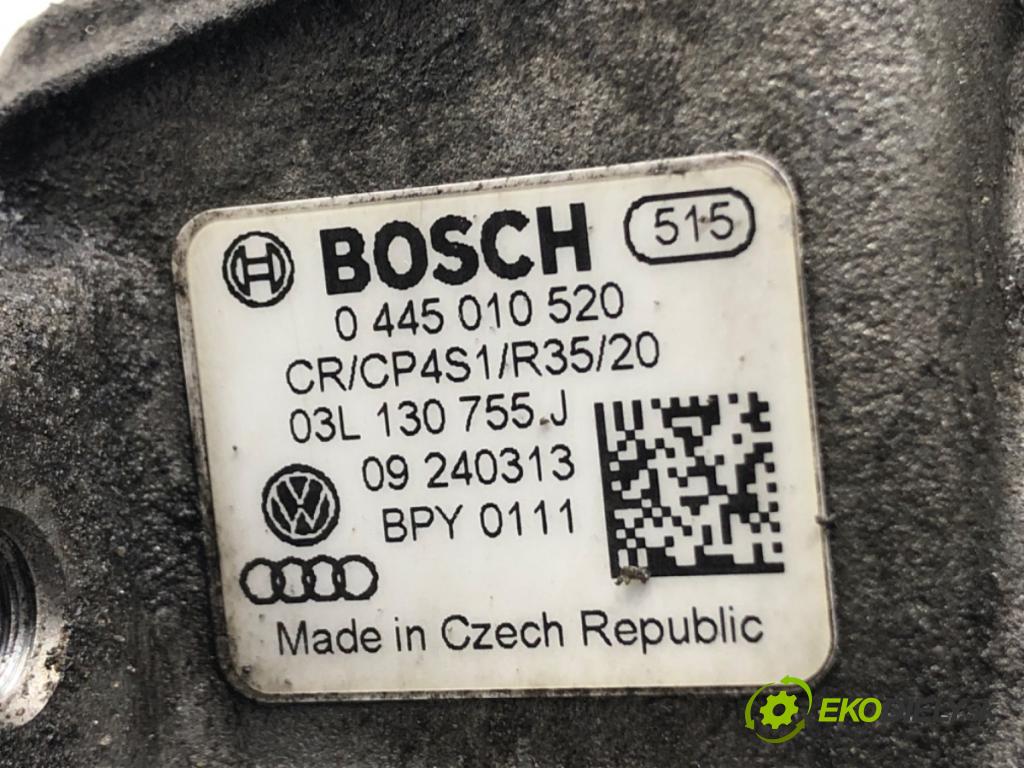 BOSCH 515
0 445 010 520
CR/CP4S1/R35/20
03L 130 755 J
09 240313
BPY 0111
Made in Czech Republic
EKO